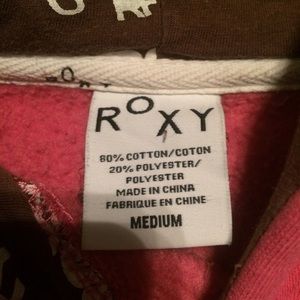 ROXY
80% COTTON/COTON
20% POLYESTER/
POLYESTER
MADE IN CHINA
FABRIQUE EN CHINE
MEDIUM